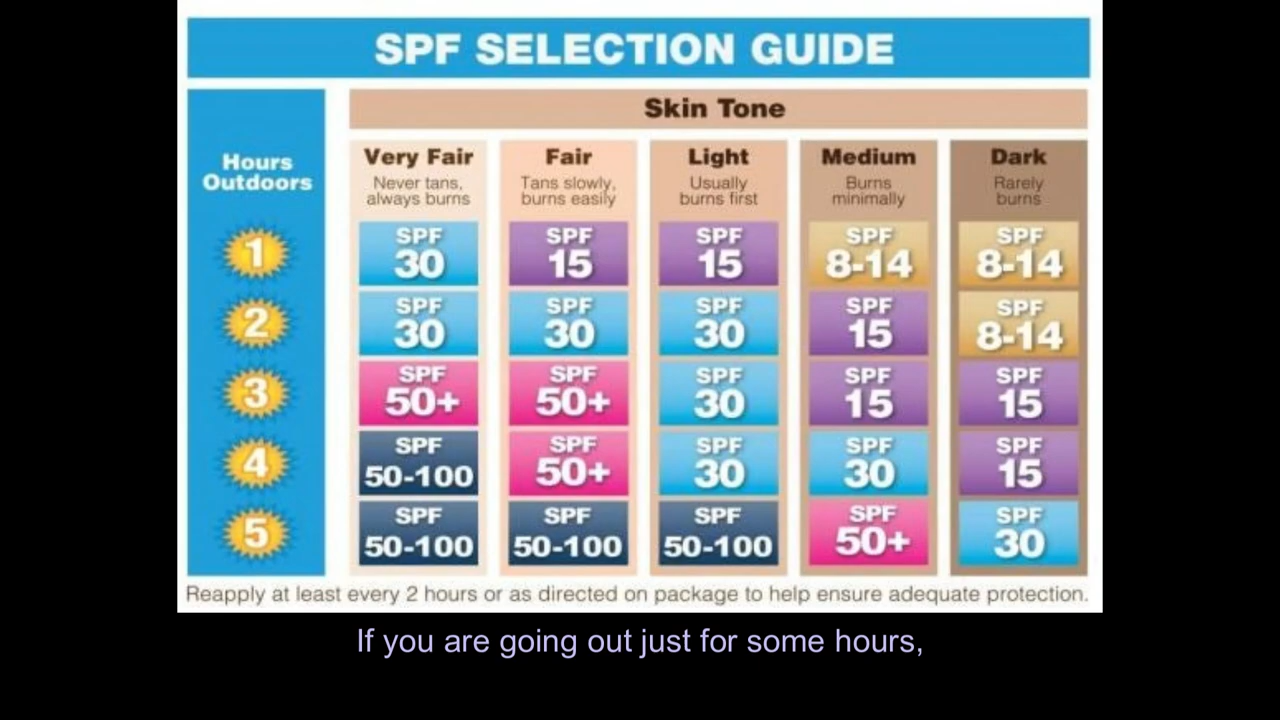 SPF SELECTION GUIDE
Skin Tone
Hours
Outdoors
Very Fair
Never tans,
always burns
Fair
Tans slowly,
burns easily
Light
Usually
burns first
Medium
Burns
minimally
Dark
Rarely
burns
1
SPF
30
SPF
15
SPF
15
SPF
8-14
SPF
8-14
2
SPF
30
SPF
30
SPF
30
SPF
15
SPF
8-14
3
SPF
50+
SPF
50+
SPF
30
SPF
15
SPF
15
4
SPF
50-100
SPF
50+
SPF
30
SPF
30
SPF
15
5
SPF
50-100
SPF
50-100
SPF
50-100
SPF
50+
SPF
30
Reapply at least every 2 hours or as directed on package to help ensure adequate protection.
If you are going out just for some hours,